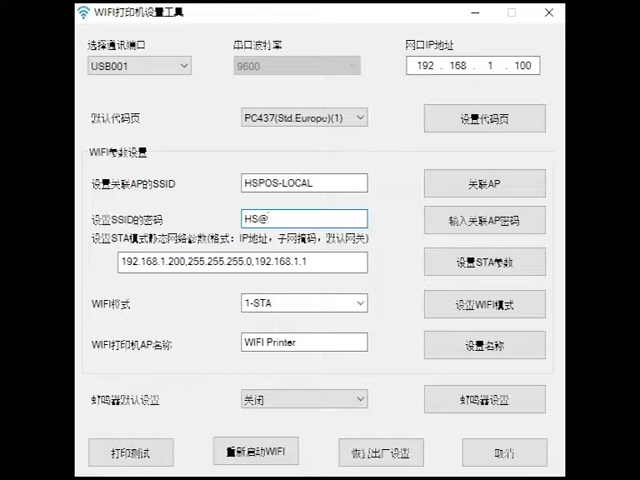 WIFI打印机设置工具
选择通讯端口 串口波特率 网口IP地址
USB001 9600 192 . 168 . 1 . 100
默认代码页 PC437(Std.Europe)(1) 设置代码页
WIFI参数设置
设置关联AP的SSID HSPOS-LOCAL 关联AP
设置SSID的密码 HS@ 输入关联AP密码
设置STA模式静态网络参数(格式：IP地址，子网掩码，默认网关)
192.168.1.200,255.255.255.0,192.168.1.1 设置STA参数
WIFI模式 1-STA 设置WIFI模式
WIFI打印机AP名称 WIFI Printer 设置名称
蜂鸣器默认设置 关闭 蜂鸣器设置
打印测试 重新启动WIFI 恢复出厂设置 取消